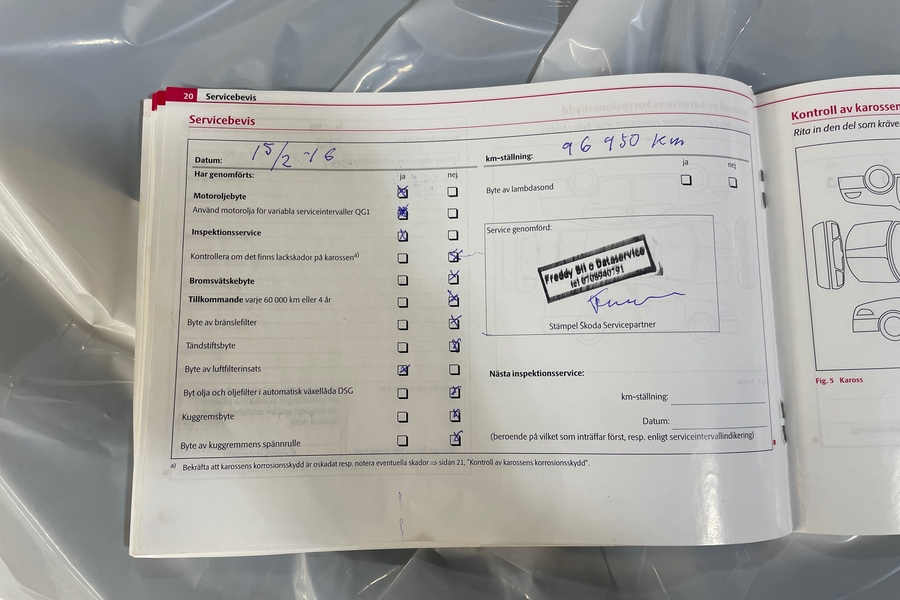 20 Servicebevis
Servicebevis
Datum: 15/2 -16
Har genomförts: ja nej
Motoroljebyte
Använd motorolja för variabla serviceintervaller QG1
Inspektionsservice
Kontrollera om det finns lackskador på karossen a)
Bromsvätskebyte
Tillkommande varje 60 000 km eller 4 år
Byte av bränslefilter
Tändstiftsbyte
Byte av luftfilterinsats
Byt olja och oljefilter i automatisk växellåda DSG
Kuggremsbyte
Byte av kuggremmens spännrulle
km-ställning: 96 950 km
ja nej
Byte av lambdasond
Service genomförd:
Freddy Bil o Dataservice
tel 0708940791
Stämpel Škoda Servicepartner
Nästa inspektionsservice:
km-ställning:
Datum:
(beroende på vilket som inträffar först, resp. enligt serviceintervallindikering)
a) Bekräfta att karossens korrosionsskydd är oskadat resp. notera eventuella skador ⇒ sidan 21, "Kontroll av karossens korrosionsskydd".
Kontroll av karossen
Rita in den del som kräve
Fig. 5 Kaross